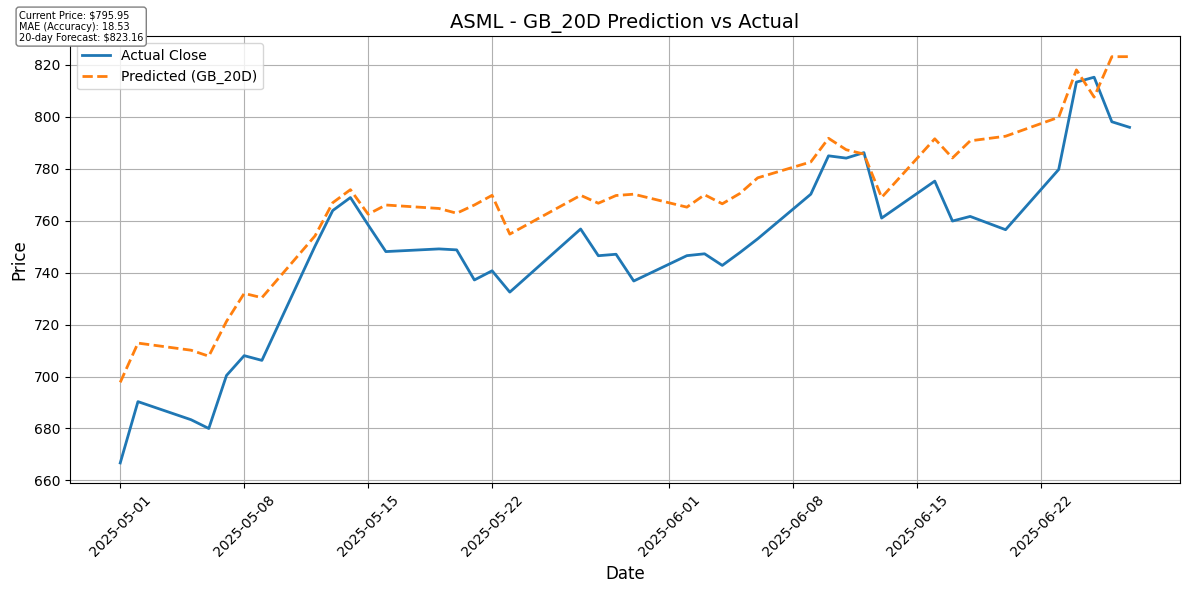 Current Price: $795.95
MAE (Accuracy): 18.53
20-day Forecast: $823.16
ASML - GB_20D Prediction vs Actual
Actual Close
Predicted (GB_20D)
Price
820
800
780
760
740
720
700
680
660
2025-05-01
2025-05-08
2025-05-15
2025-05-22
2025-06-01
2025-06-08
2025-06-15
2025-06-22
Date